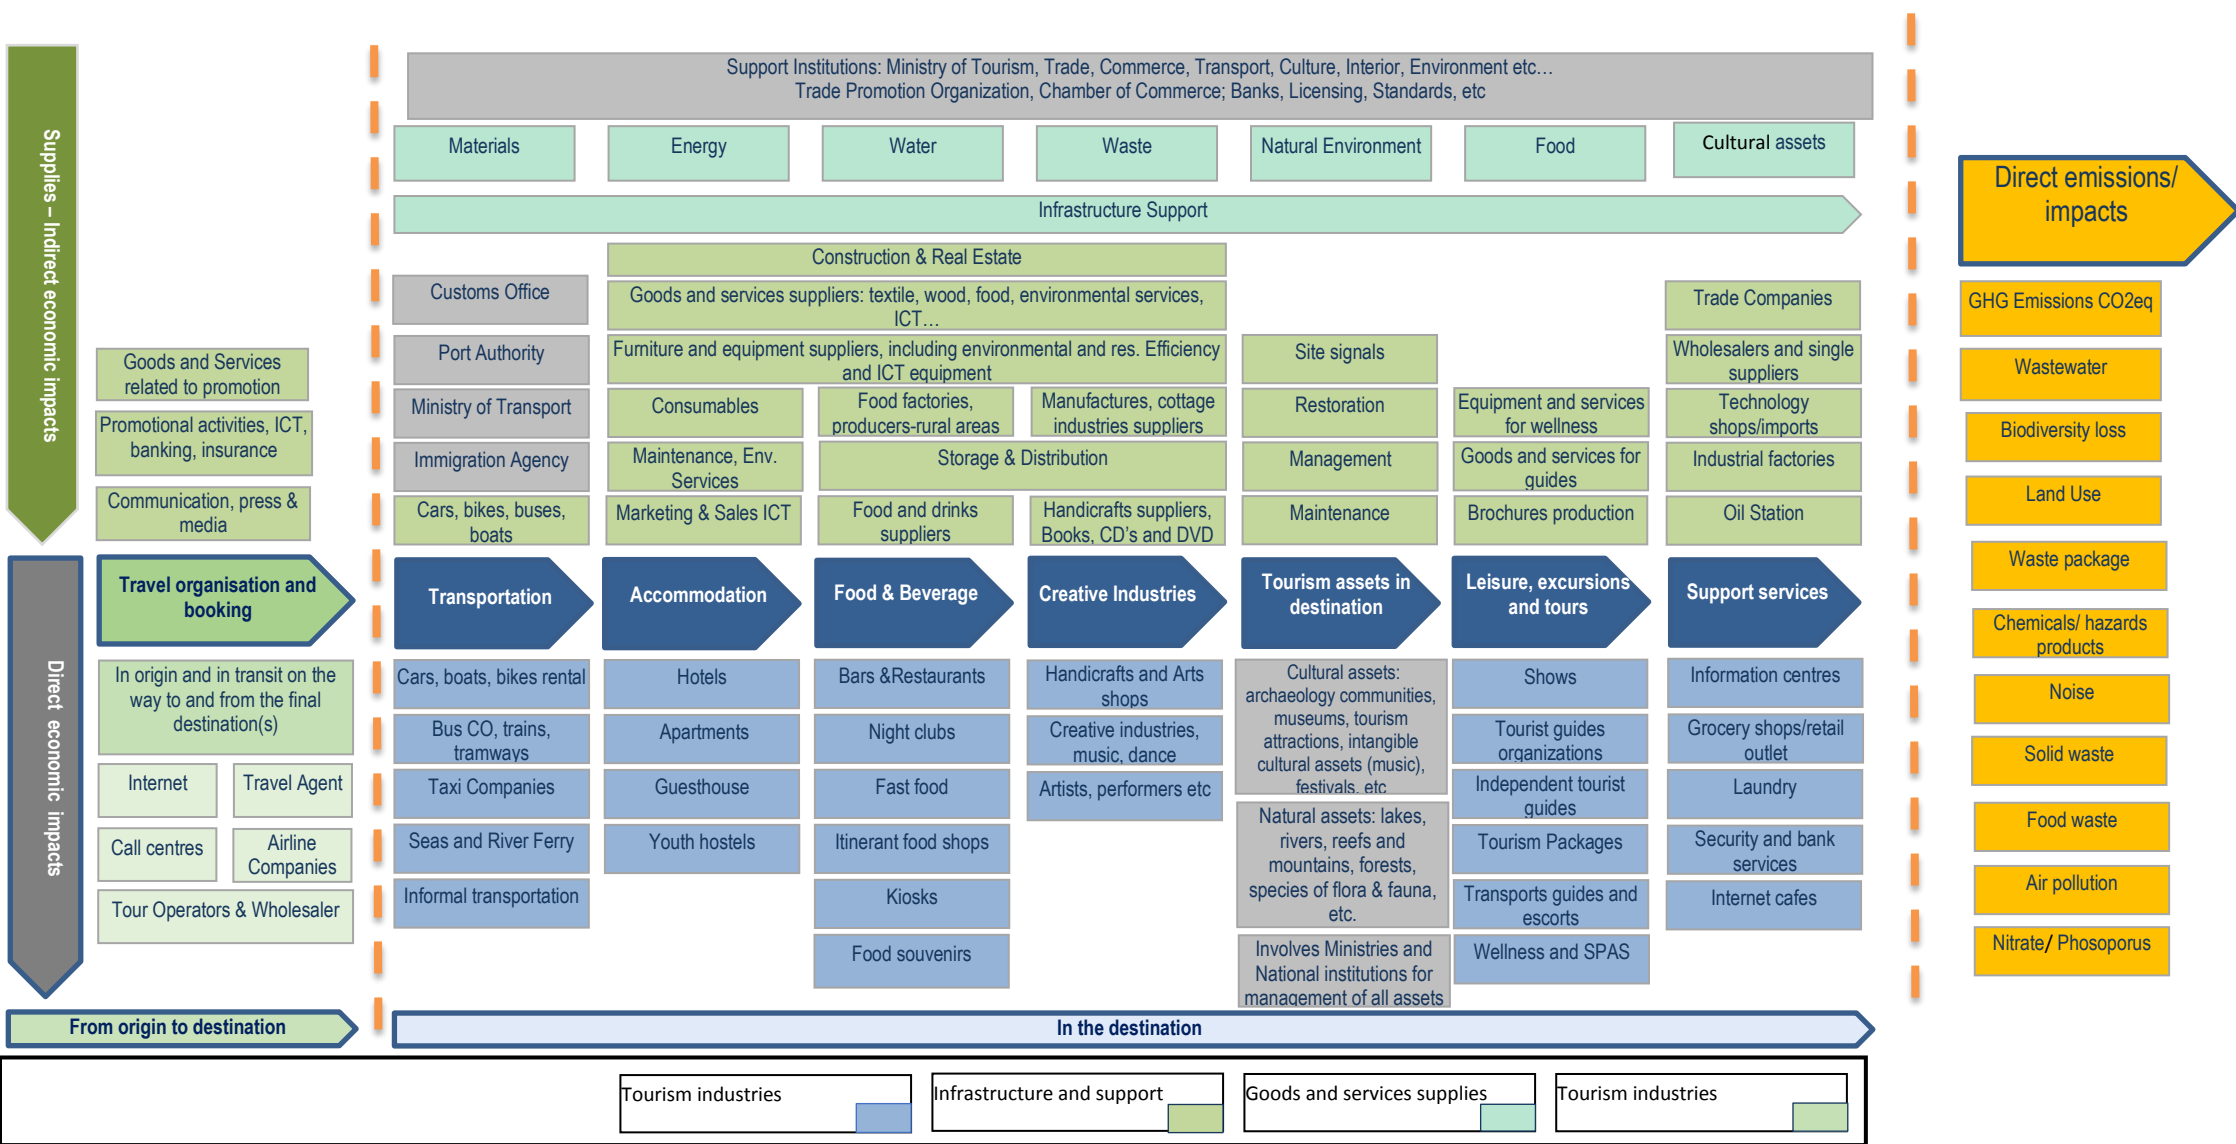 Support Institutions: Ministry of Tourism, Trade, Commerce, Transport, Culture, Interior, Environment etc…
Trade Promotion Organization, Chamber of Commerce; Banks, Licensing, Standards, etc
Materials
Energy
Water
Waste
Natural Environment
Food
Cultural assets
Infrastructure Support
Supplies – Indirect economic impacts
Goods and Services
related to promotion
Promotional activities, ICT,
banking, insurance
Communication, press &
media
Customs Office
Port Authority
Ministry of Transport
Immigration Agency
Cars, bikes, buses,
boats
Construction & Real Estate
Goods and services suppliers: textile, wood, food, environmental services,
ICT…
Furniture and equipment suppliers, including environmental and res. Efficiency
and ICT equipment
Consumables
Food factories,
producers-rural areas
Manufactures, cottage
industries suppliers
Maintenance, Env.
Services
Storage & Distribution
Marketing & Sales ICT
Food and drinks
suppliers
Handicrafts suppliers,
Books, CD's and DVD
Site signals
Restoration
Management
Maintenance
Equipment and services
for wellness
Goods and services for
guides
Brochures production
Trade Companies
Wholesalers and single
suppliers
Technology
shops/imports
Industrial factories
Oil Station
Travel organisation and
booking
Transportation
Accommodation
Food & Beverage
Creative Industries
Tourism assets in
destination
Leisure, excursions
and tours
Support services
Direct economic impacts
In origin and in transit on the
way to and from the final
destination(s)
Internet
Travel Agent
Call centres
Airline
Companies
Tour Operators & Wholesaler
Cars, boats, bikes rental
Bus CO, trains,
tramways
Taxi Companies
Seas and River Ferry
Informal transportation
Hotels
Apartments
Guesthouse
Youth hostels
Bars &Restaurants
Night clubs
Fast food
Itinerant food shops
Kiosks
Food souvenirs
Handicrafts and Arts
shops
Creative industries,
music, dance
Artists, performers etc
Cultural assets:
archaeology communities,
museums, tourism
attractions, intangible
cultural assets (music),
festivals, etc
Natural assets: lakes,
rivers, reefs and
mountains, forests,
species of flora & fauna,
etc.
Involves Ministries and
National institutions for
management of all assets
Shows
Tourist guides
organizations
Independent tourist
guides
Tourism Packages
Transports guides and
escorts
Wellness and SPAS
Information centres
Grocery shops/retail
outlet
Laundry
Security and bank
services
Internet cafes
From origin to destination
In the destination
Direct emissions/
impacts
GHG Emissions CO2eq
Wastewater
Biodiversity loss
Land Use
Waste package
Chemicals/ hazards
products
Noise
Solid waste
Food waste
Air pollution
Nitrate/ Phosoporus
Tourism industries
Infrastructure and support
Goods and services supplies
Tourism industries